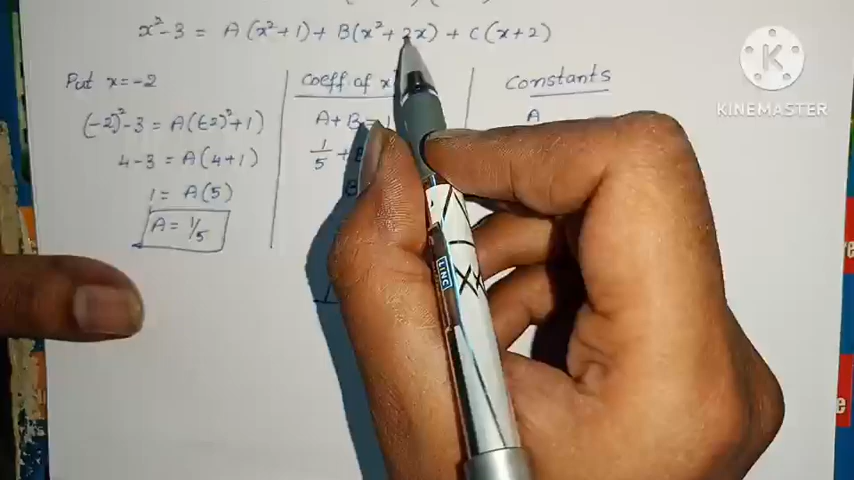 x²-3 = A(x²+1) + B(x²+2x) + C(x+2)
Put x=-2
(-2)²-3 = A((-2)²+1)
4-3 = A(4+1)
1 = A(5)
A = 1/5
Coeff of x
A+B=1
1/5 + B
B
Constants
A
LINC
K
KINEMASTER